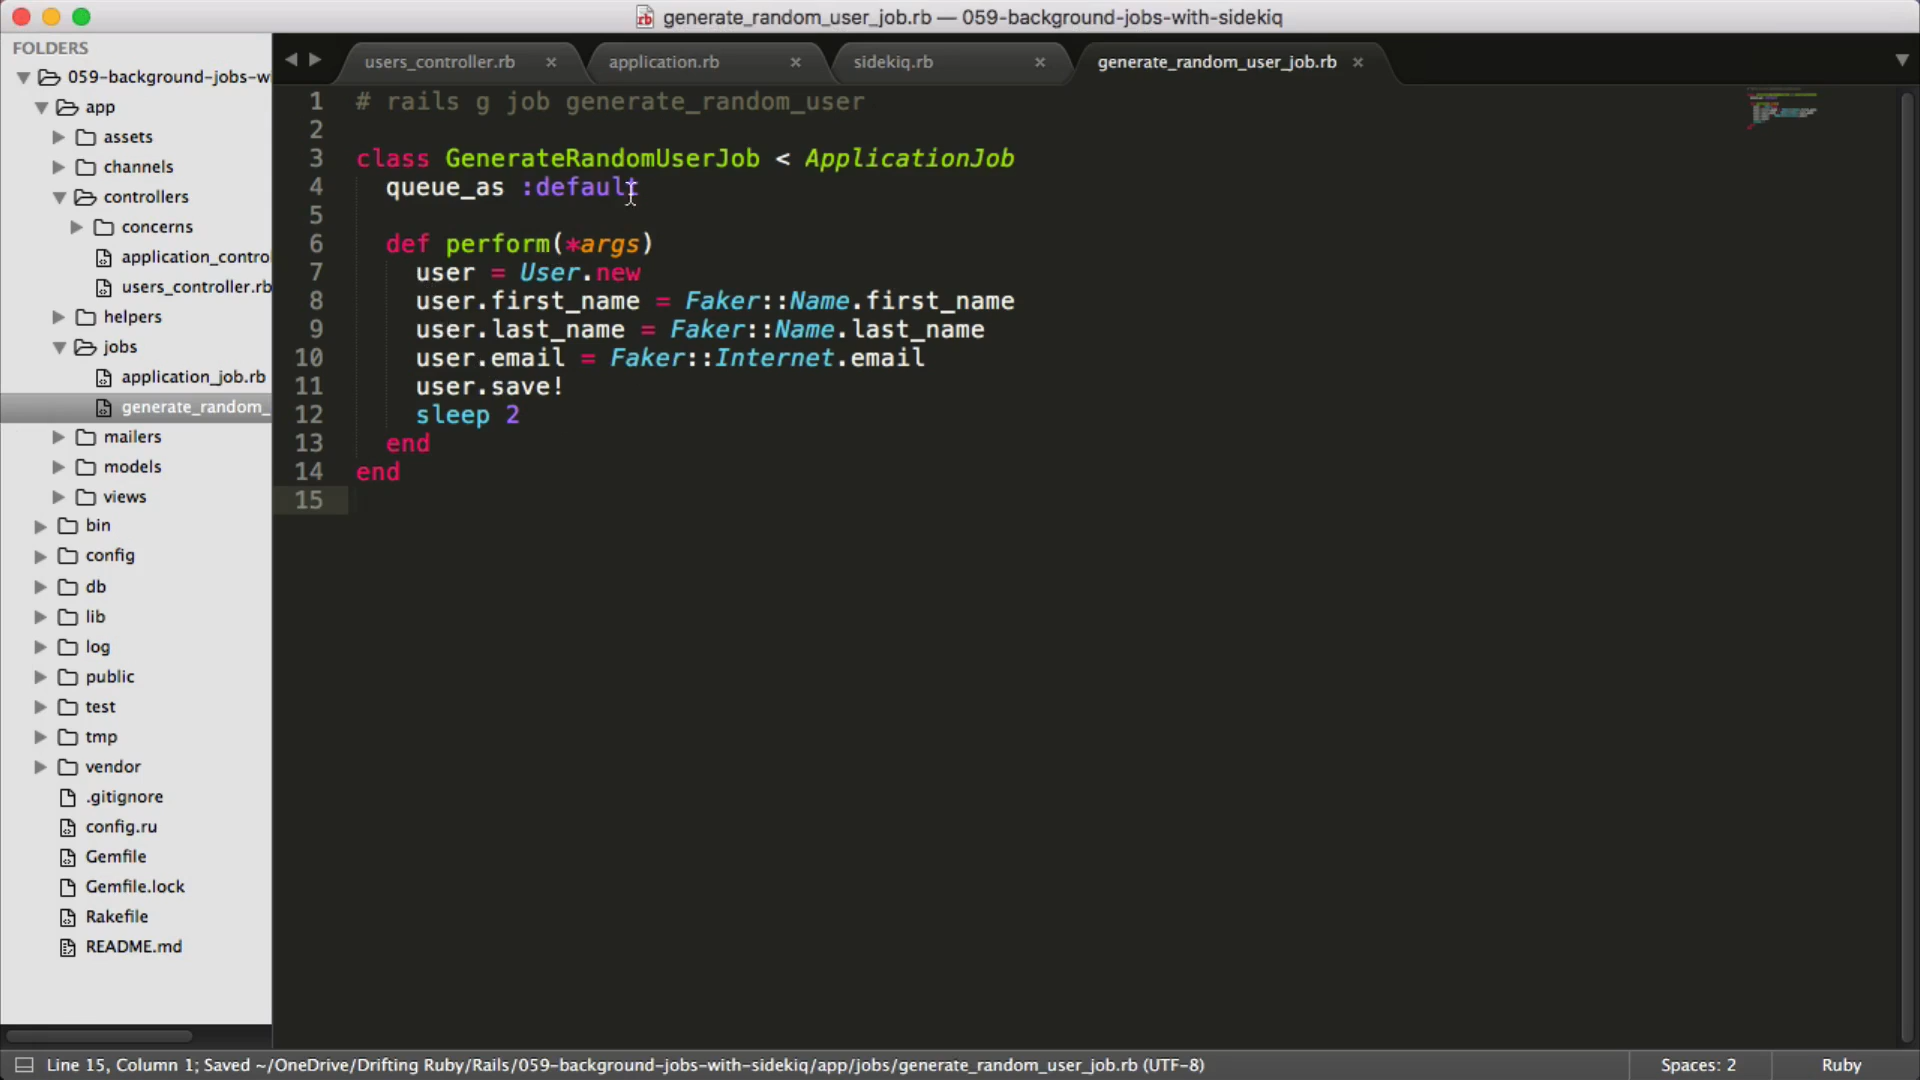 generate_random_user_job.rb — 059-background-jobs-with-sidekiq
FOLDERS
059-background-jobs-w
app
assets
channels
controllers
concerns
application_contro
users_controller.rb
helpers
jobs
application_job.rb
generate_random_
mailers
models
views
bin
config
db
lib
log
public
test
tmp
vendor
.gitignore
config.ru
Gemfile
Gemfile.lock
Rakefile
README.md
users_controller.rb
application.rb
sidekiq.rb
generate_random_user_job.rb
1 # rails g job generate_random_user
2
3 class GenerateRandomUserJob < ApplicationJob
4 queue_as :default
5
6 def perform(*args)
7 user = User.new
8 user.first_name = Faker::Name.first_name
9 user.last_name = Faker::Name.last_name
10 user.email = Faker::Internet.email
11 user.save!
12 sleep 2
13 end
14 end
15
Line 15, Column 1; Saved ~/OneDrive/Drifting Ruby/Rails/059-background-jobs-with-sidekiq/app/jobs/generate_random_user_job.rb (UTF-8)
Spaces: 2
Ruby